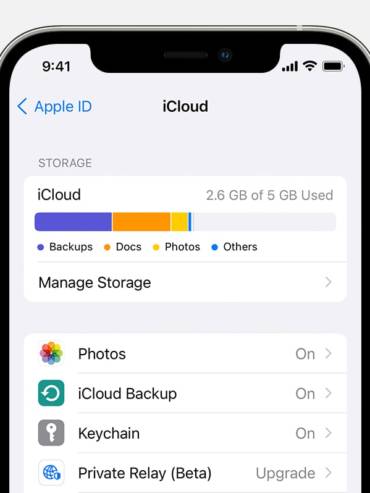 9:41
Apple ID
iCloud
STORAGE
iCloud 2.6 GB of 5 GB Used
Backups Docs Photos Others
Manage Storage
Photos On
iCloud Backup On
Keychain On
Private Relay (Beta) Upgrade